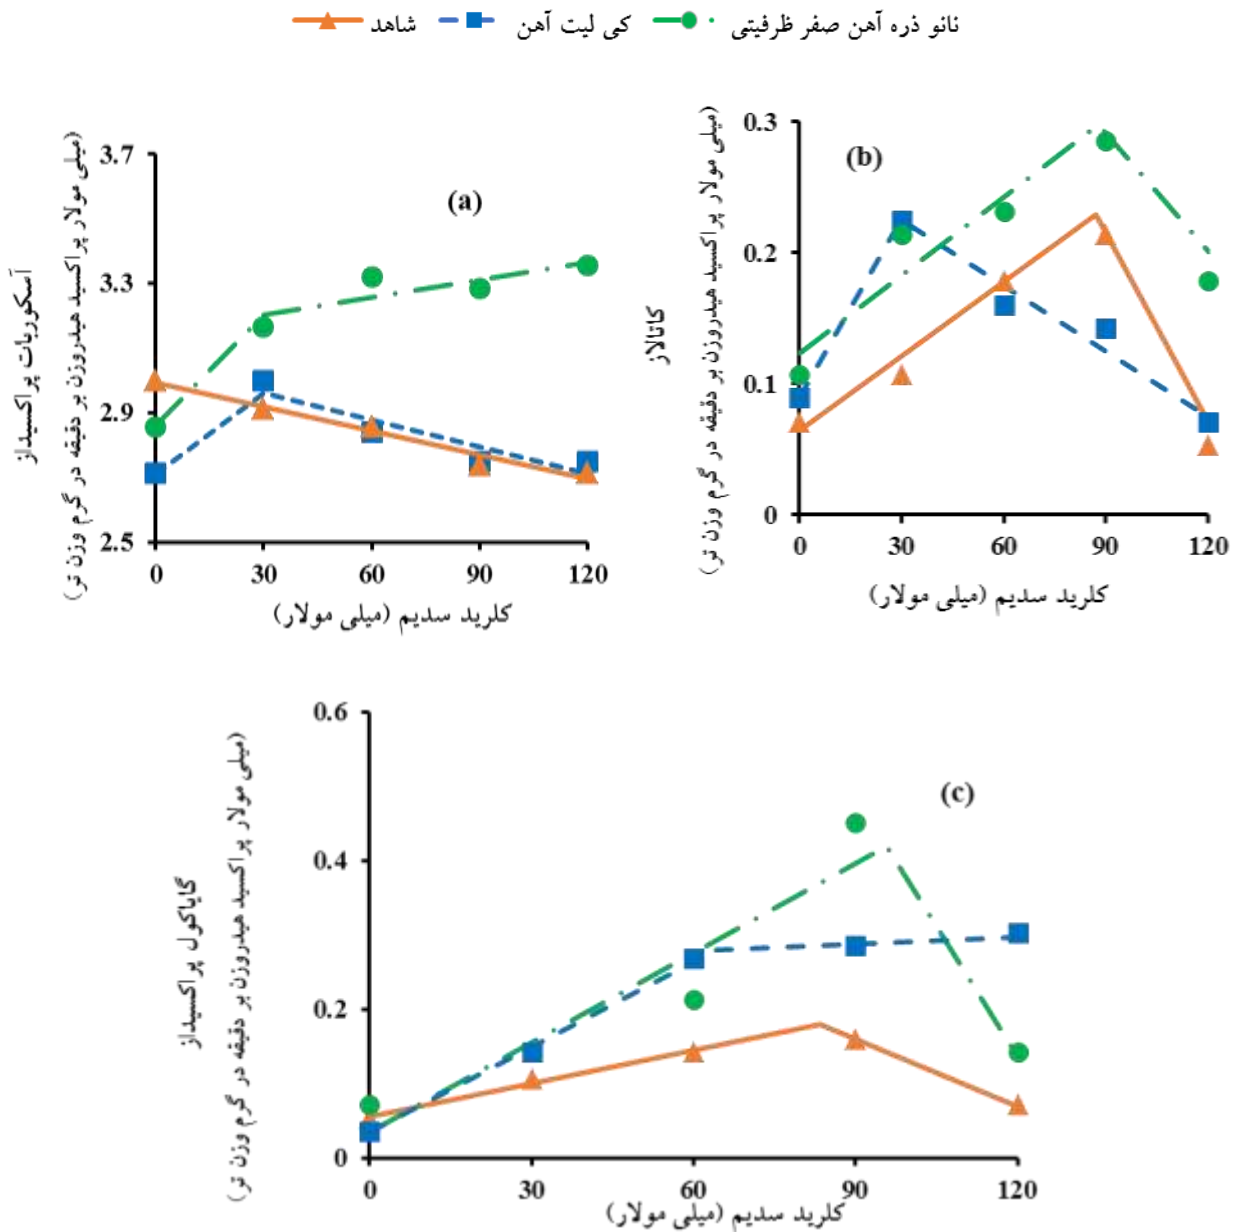 شاهد کی لیت آهن نانو ذره آهن صفر ظرفیتی
آسکوربات پراکسیداز
(میلی مولار پراکسید هیدروزن بر دقیقه در گرم وزن تر)
3.7
3.3
2.9
2.5
(a)
0 30 60 90 120
کلرید سدیم (میلی مولار)
کاتالاز
(میلی مولار پراکسید هیدروزن بر دقیقه در گرم وزن تر)
0.3
0.2
0.1
0
(b)
0 30 60 90 120
کلرید سدیم (میلی مولار)
گایاکول پراکسیداز
(میلی مولار پراکسید هیدروزن بر دقیقه در گرم وزن تر)
0.6
0.4
0.2
0
(c)
0 30 60 90 120
کلرید سدیم (میلی مولار)